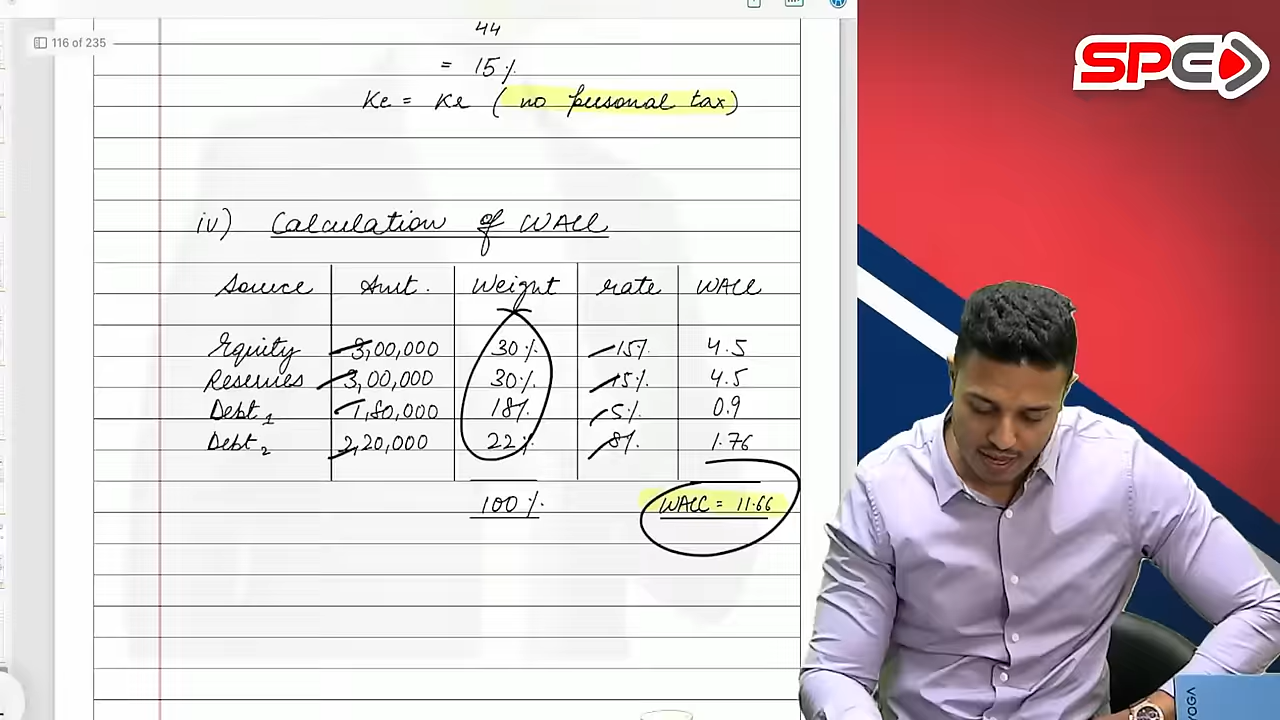 116 of 235
SPC
44
= 15%
Ke = Kr (no personal tax)
iv) Calculation of WACC
Source Amt. Weight rate WACC
Equity 3,00,000 30% 15% 4.5
Reserves 3,00,000 30% 15% 4.5
Debt₁ 1,80,000 18% 5% 0.9
Debt₂ 2,20,000 22% 8% 1.76
100% WACC = 11.66
YOGA